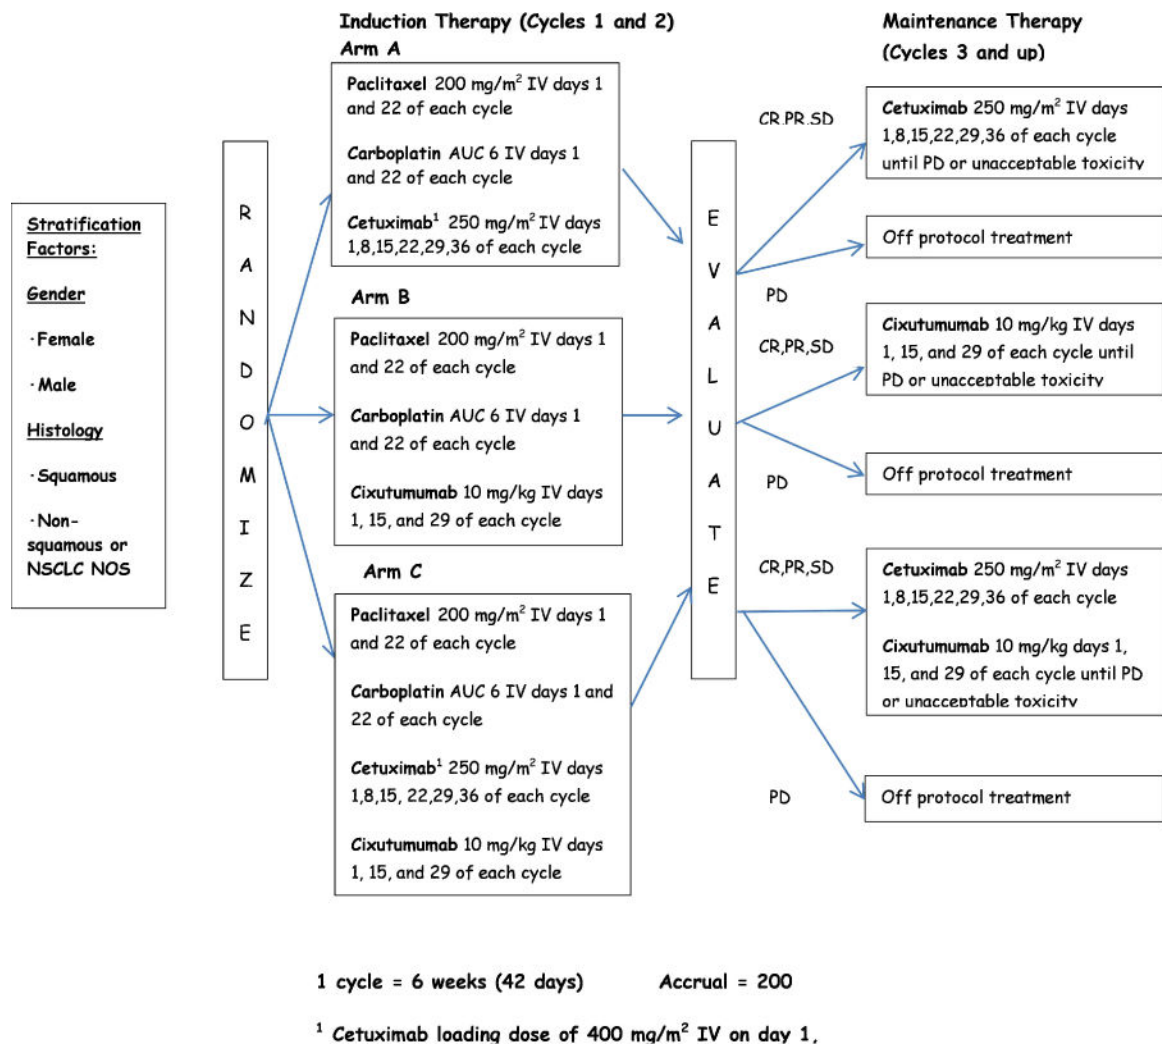 Induction Therapy (Cycles 1 and 2)
Maintenance Therapy
(Cycles 3 and up)
Stratification
Factors:
Gender
·Female
·Male
Histology
·Squamous
·Non-
squamous or
NSCLC NOS
RANDOMIZE
Arm A
Paclitaxel 200 mg/m² IV days 1
and 22 of each cycle
Carboplatin AUC 6 IV days 1
and 22 of each cycle
Cetuximab¹ 250 mg/m² IV days
1,8,15,22,29,36 of each cycle
Arm B
Paclitaxel 200 mg/m² IV days 1
and 22 of each cycle
Carboplatin AUC 6 IV days 1
and 22 of each cycle
Cixutumumab 10 mg/kg IV days
1, 15, and 29 of each cycle
Arm C
Paclitaxel 200 mg/m² IV days 1
and 22 of each cycle
Carboplatin AUC 6 IV days 1 and
22 of each cycle
Cetuximab¹ 250 mg/m² IV days
1,8,15, 22,29,36 of each cycle
Cixutumumab 10 mg/kg IV days
1, 15, and 29 of each cycle
EVALUATE
CR.PR.SD
Cetuximab 250 mg/m² IV days
1,8,15,22,29,36 of each cycle
until PD or unacceptable toxicity
PD
Off protocol treatment
CR,PR,SD
Cixutumumab 10 mg/kg IV days
1, 15, and 29 of each cycle until
PD or unacceptable toxicity
PD
Off protocol treatment
CR,PR,SD
Cetuximab 250 mg/m² IV days
1,8,15,22,29,36 of each cycle
Cixutumumab 10 mg/kg days 1,
15, and 29 of each cycle until PD
or unacceptable toxicity
PD
Off protocol treatment
1 cycle = 6 weeks (42 days) Accrual = 200
¹ Cetuximab loading dose of 400 mg/m² IV on day 1,